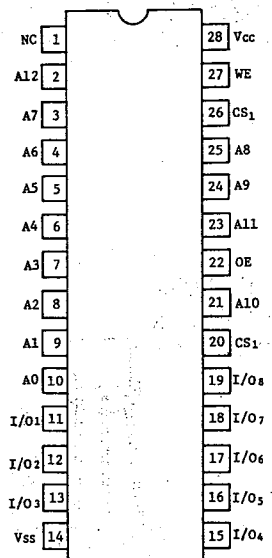 NC 1 28 Vcc
A12 2 27 WE
A7 3 26 CS1
A6 4 25 A8
A5 5 24 A9
A4 6 23 A11
A3 7 22 OE
A2 8 21 A10
A1 9 20 CS1
A0 10 19 I/O8
I/O1 11 18 I/O7
I/O2 12 17 I/O6
I/O3 13 16 I/O5
Vss 14 15 I/O4